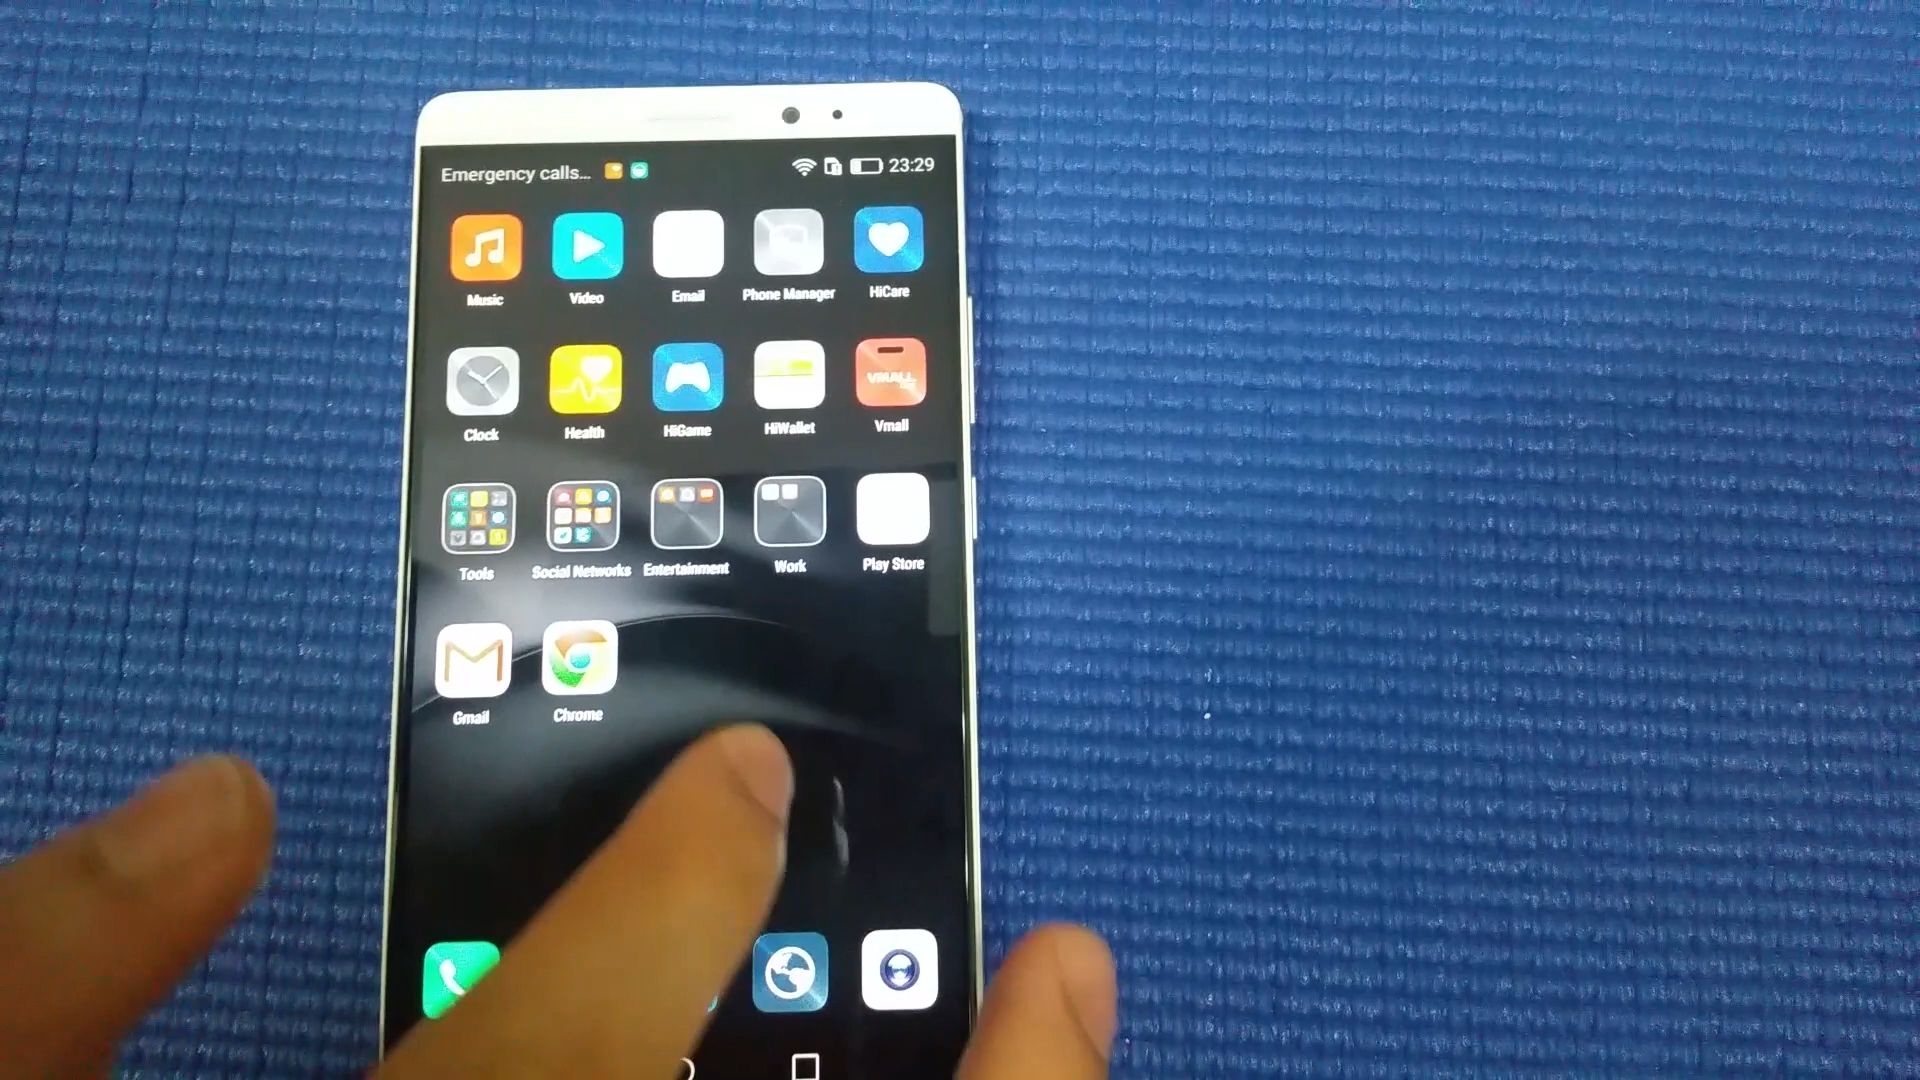 Emergency calls... 23:29
Music Video Email Phone Manager HiCare
VMALL
Clock Health HiGame HiWallet Vmall
Tools Social Networks Entertainment Work Play Store
Gmail Chrome